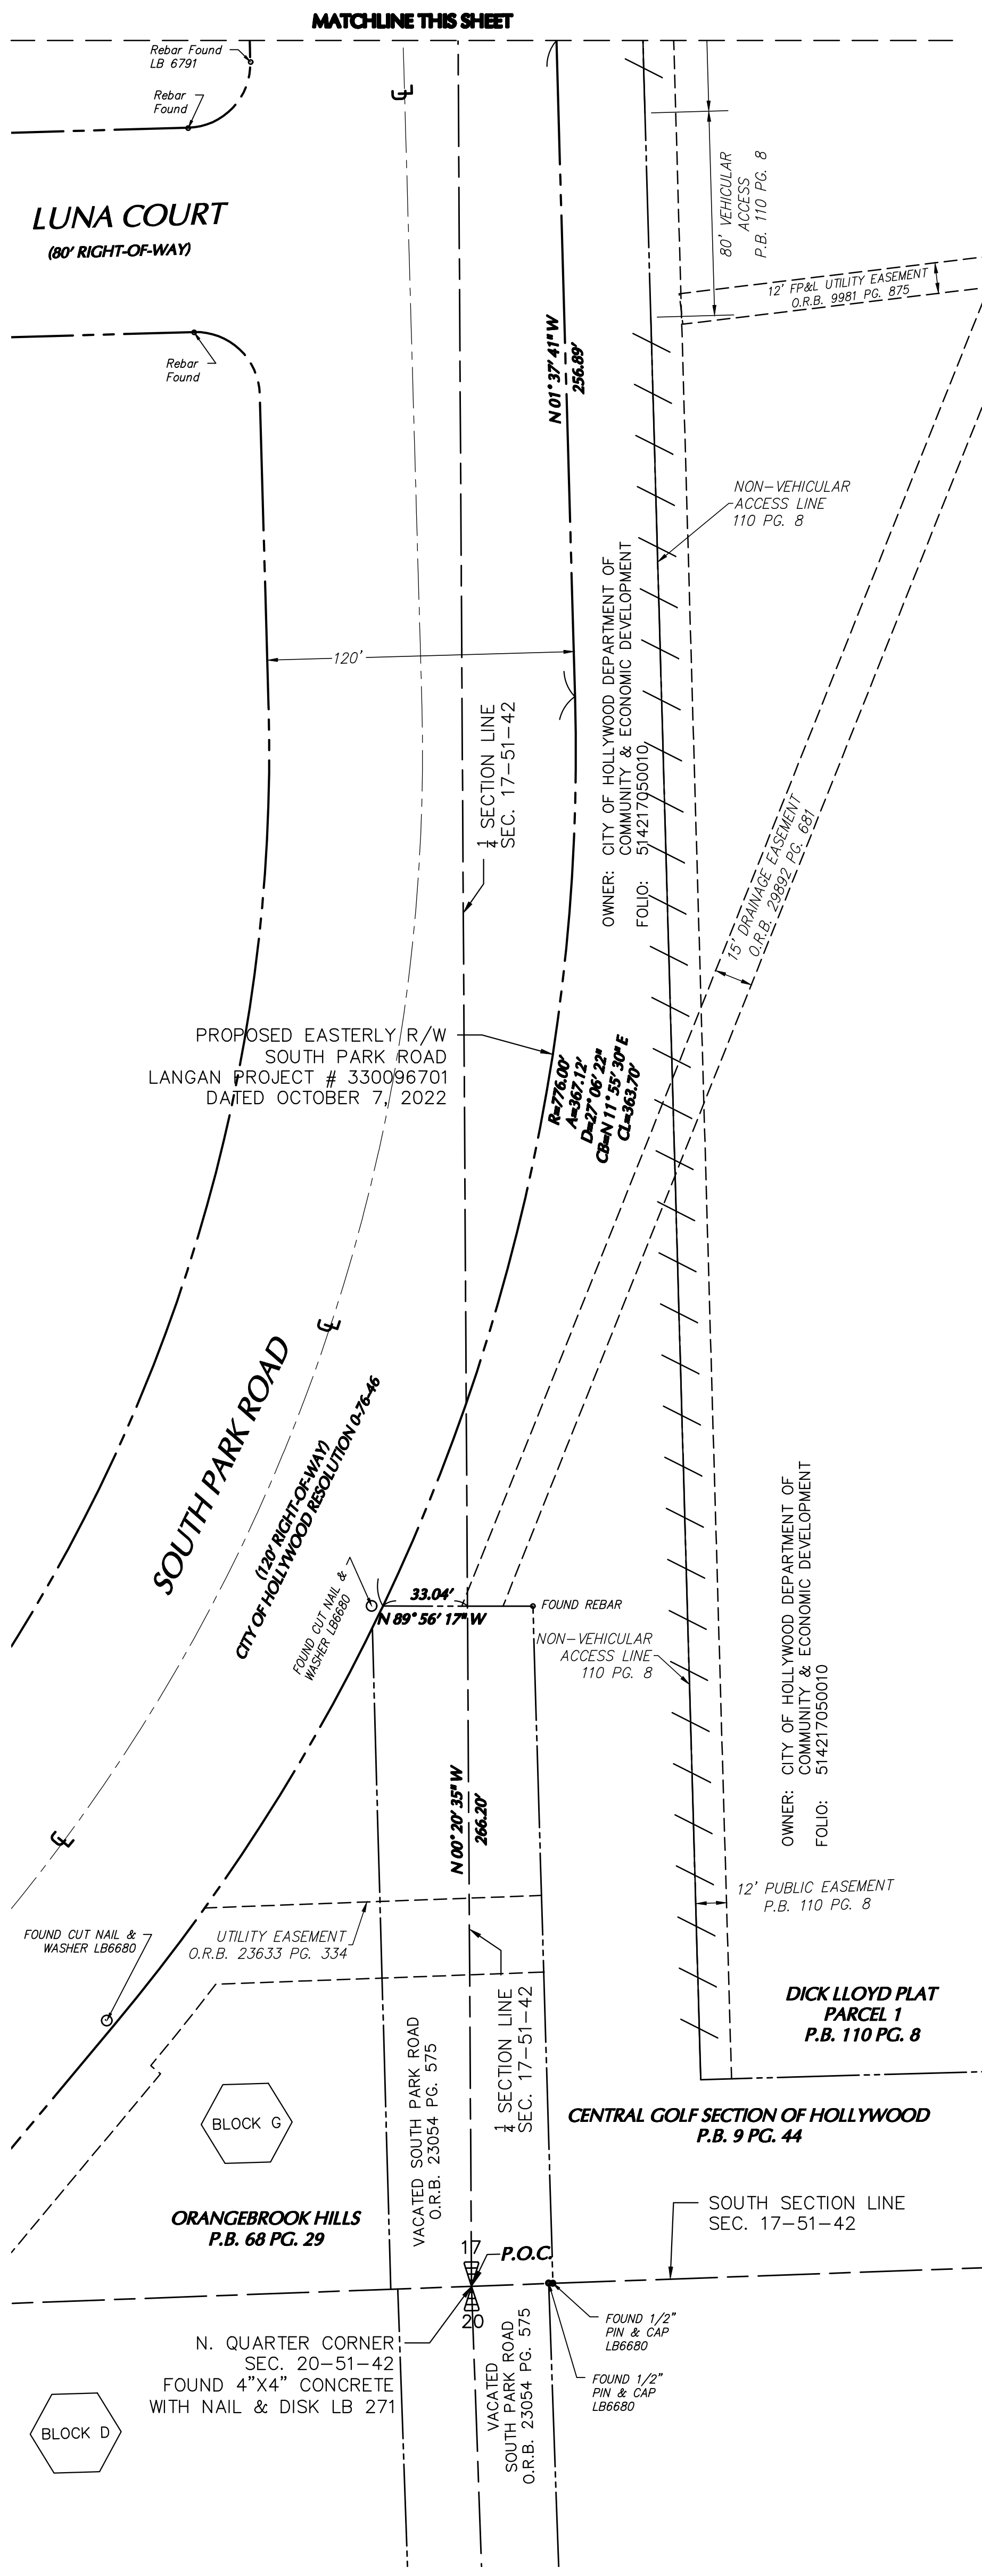 MATCHLINE THIS SHEET
Rebar Found
LB 6791
Rebar
Found
LUNA COURT
(80' RIGHT-OF-WAY)
Rebar
Found
80' VEHICULAR
ACCESS
P.B. 110 PG. 8
12' FP&L UTILITY EASEMENT
O.R.B. 9981 PG. 875
N 01° 37' 41" W
256.89'
NON-VEHICULAR
ACCESS LINE
110 PG. 8
120'
OWNER: CITY OF HOLLYWOOD DEPARTMENT OF
COMMUNITY & ECONOMIC DEVELOPMENT
FOLIO: 514217050010
1/4 SECTION LINE
SEC. 17-51-42
15' DRAINAGE EASEMENT
O.R.B. 29892 PG. 681
PROPOSED EASTERLY R/W
SOUTH PARK ROAD
LANGAN PROJECT # 330096701
DATED OCTOBER 7, 2022
R=776.00'
A=367.12'
D=27° 06' 22"
CB=N 11° 55' 30" E
CL=363.70'
SOUTH PARK ROAD
(120' RIGHT-OF-WAY)
CITY OF HOLLYWOOD RESOLUTION 0-76-46
FOUND CUT NAIL &
WASHER LB6680
33.04'
N 89° 56' 17" W
FOUND REBAR
NON-VEHICULAR
ACCESS LINE
110 PG. 8
OWNER: CITY OF HOLLYWOOD DEPARTMENT OF
COMMUNITY & ECONOMIC DEVELOPMENT
FOLIO: 514217050010
N 00° 20' 35" W
266.20'
12' PUBLIC EASEMENT
P.B. 110 PG. 8
FOUND CUT NAIL &
WASHER LB6680
UTILITY EASEMENT
O.R.B. 23633 PG. 334
1/4 SECTION LINE
SEC. 17-51-42
DICK LLOYD PLAT
PARCEL 1
P.B. 110 PG. 8
VACATED SOUTH PARK ROAD
O.R.B. 23054 PG. 575
BLOCK G
CENTRAL GOLF SECTION OF HOLLYWOOD
P.B. 9 PG. 44
ORANGEBROOK HILLS
P.B. 68 PG. 29
SOUTH SECTION LINE
SEC. 17-51-42
17
P.O.C.
20
N. QUARTER CORNER
SEC. 20-51-42
FOUND 4"X4" CONCRETE
WITH NAIL & DISK LB 271
FOUND 1/2"
PIN & CAP
LB6680
FOUND 1/2"
PIN & CAP
LB6680
VACATED
SOUTH PARK ROAD
O.R.B. 23054 PG. 575
BLOCK D